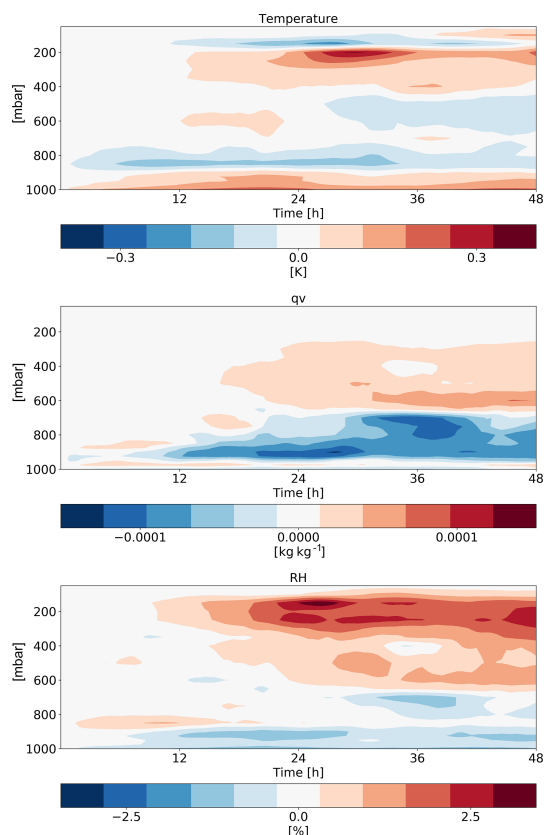 Temperature
200
400
600
800
1000
[mbar]
12 24 36 48
Time [h]
−0.3 0.0 0.3
[K]
qv
200
400
600
800
1000
[mbar]
12 24 36 48
Time [h]
−0.0001 0.0000 0.0001
[kg kg⁻¹]
RH
200
400
600
800
1000
[mbar]
12 24 36 48
Time [h]
−2.5 0.0 2.5
[%]